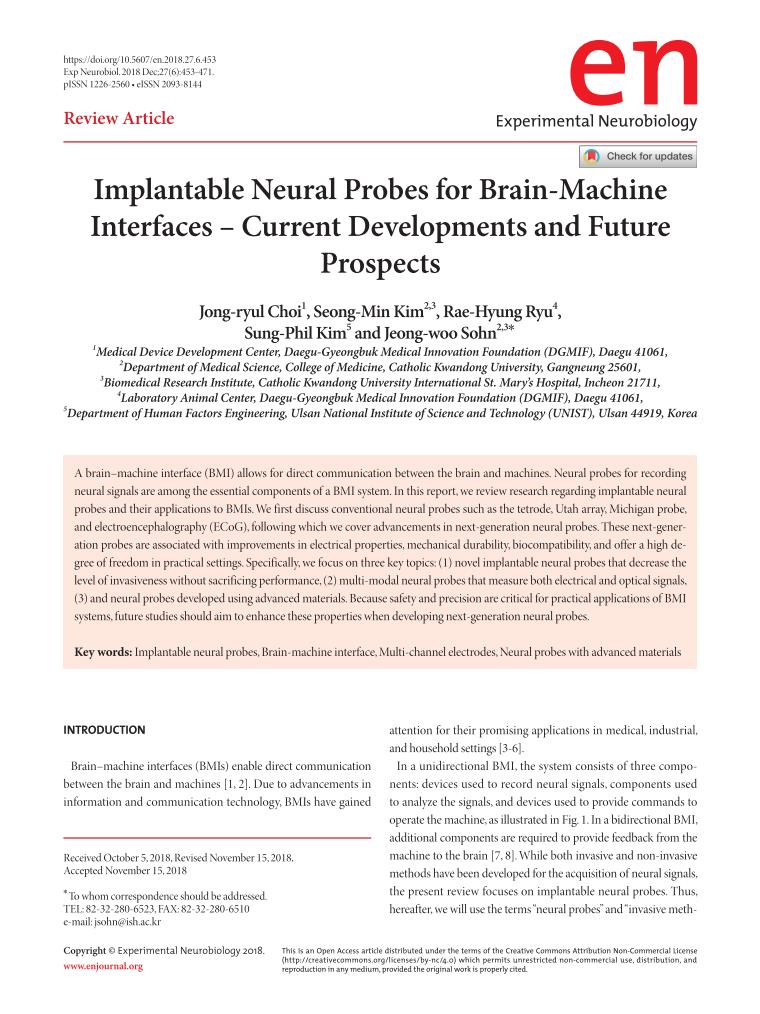 https://doi.org/10.5607/en.2018.27.6.453
Exp Neurobiol. 2018 Dec;27(6):453-471.
pISSN 1226-2560 • eISSN 2093-8144
Review Article
en
Experimental Neurobiology
Check for updates
Implantable Neural Probes for Brain-Machine
Interfaces – Current Developments and Future
Prospects
Jong-ryul Choi1, Seong-Min Kim2,3, Rae-Hyung Ryu4,
Sung-Phil Kim5 and Jeong-woo Sohn2,3*
1Medical Device Development Center, Daegu-Gyeongbuk Medical Innovation Foundation (DGMIF), Daegu 41061,
2Department of Medical Science, College of Medicine, Catholic Kwandong University, Gangneung 25601,
3Biomedical Research Institute, Catholic Kwandong University International St. Mary's Hospital, Incheon 21711,
4Laboratory Animal Center, Daegu-Gyeongbuk Medical Innovation Foundation (DGMIF), Daegu 41061,
5Department of Human Factors Engineering, Ulsan National Institute of Science and Technology (UNIST), Ulsan 44919, Korea
A brain–machine interface (BMI) allows for direct communication between the brain and machines. Neural probes for recording
neural signals are among the essential components of a BMI system. In this report, we review research regarding implantable neural
probes and their applications to BMIs. We first discuss conventional neural probes such as the tetrode, Utah array, Michigan probe,
and electroencephalography (ECoG), following which we cover advancements in next-generation neural probes. These next-gener-
ation probes are associated with improvements in electrical properties, mechanical durability, biocompatibility, and offer a high de-
gree of freedom in practical settings. Specifically, we focus on three key topics: (1) novel implantable neural probes that decrease the
level of invasiveness without sacrificing performance, (2) multi-modal neural probes that measure both electrical and optical signals,
(3) and neural probes developed using advanced materials. Because safety and precision are critical for practical applications of BMI
systems, future studies should aim to enhance these properties when developing next-generation neural probes.
Key words: Implantable neural probes, Brain-machine interface, Multi-channel electrodes, Neural probes with advanced materials
INTRODUCTION
Brain–machine interfaces (BMIs) enable direct communication
between the brain and machines [1, 2]. Due to advancements in
information and communication technology, BMIs have gained
attention for their promising applications in medical, industrial,
and household settings [3-6].
In a unidirectional BMI, the system consists of three compo-
nents: devices used to record neural signals, components used
to analyze the signals, and devices used to provide commands to
operate the machine, as illustrated in Fig. 1. In a bidirectional BMI,
additional components are required to provide feedback from the
machine to the brain [7, 8]. While both invasive and non-invasive
methods have been developed for the acquisition of neural signals,
the present review focuses on implantable neural probes. Thus,
hereafter, we will use the terms "neural probes" and "invasive meth-
Received October 5, 2018, Revised November 15, 2018,
Accepted November 15, 2018
*To whom correspondence should be addressed.
TEL: 82-32-280-6523, FAX: 82-32-280-6510
e-mail: jsohn@ish.ac.kr
Copyright © Experimental Neurobiology 2018.
www.enjournal.org
This is an Open Access article distributed under the terms of the Creative Commons Attribution Non-Commercial License
(http://creativecommons.org/licenses/by-nc/4.0) which permits unrestricted non-commercial use, distribution, and
reproduction in any medium, provided the original work is properly cited.